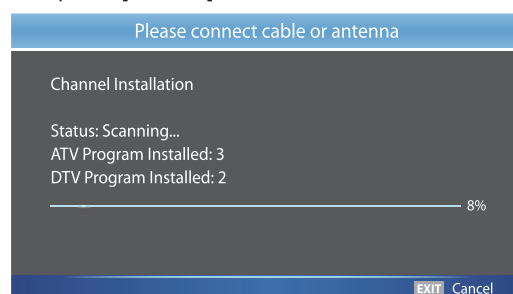 Please connect cable or antenna
Channel Installation
Status: Scanning...
ATV Program Installed: 3
DTV Program Installed: 2
8%
EXIT Cancel